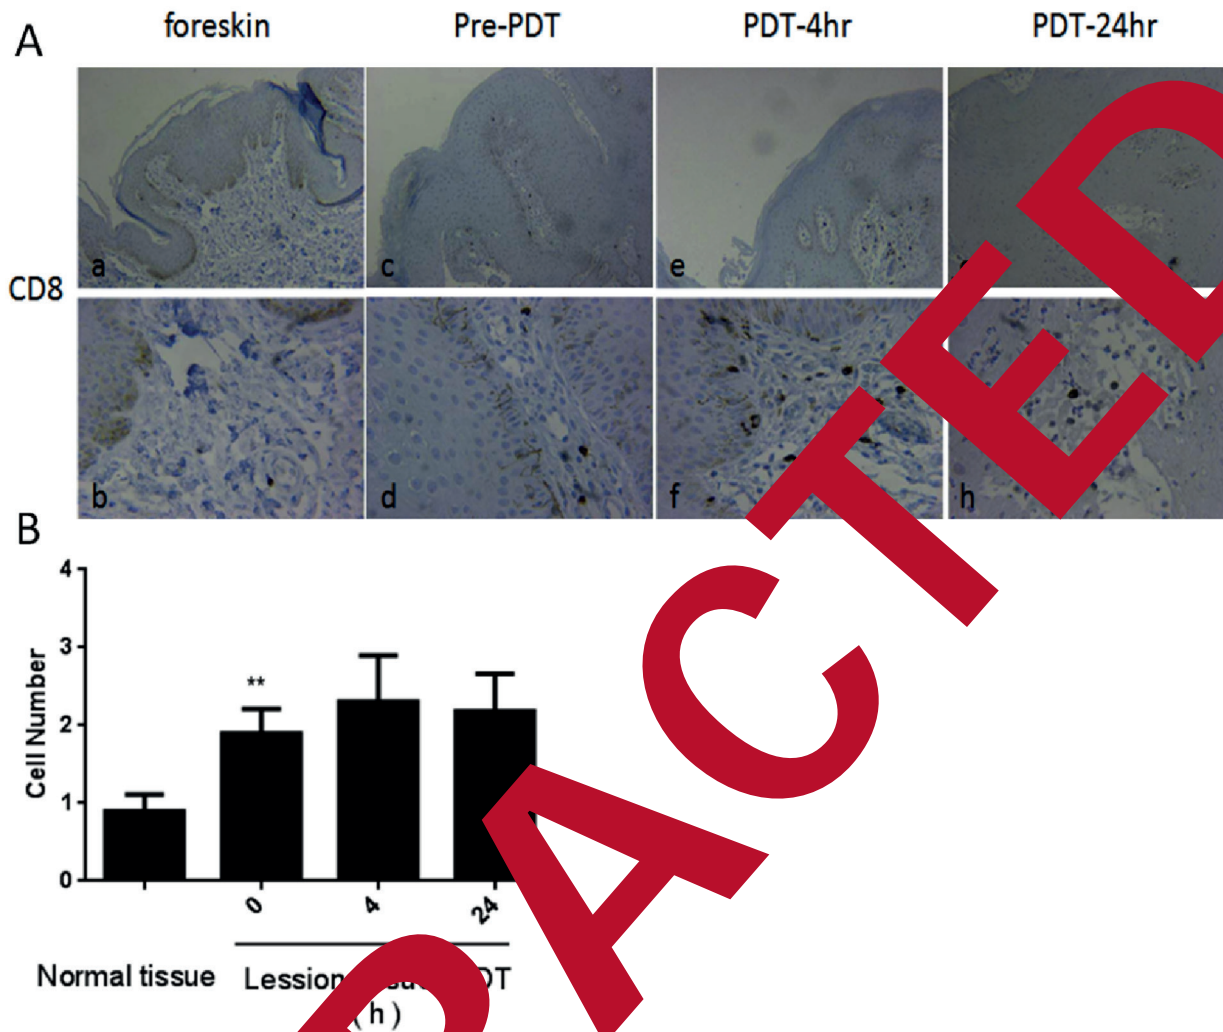 A
foreskin Pre-PDT PDT-4hr PDT-24hr
CD8
a c e
b d f h
B
Cell Number
4
3
2
1
0
**
0 4 24
Normal tissue Lession
(h)